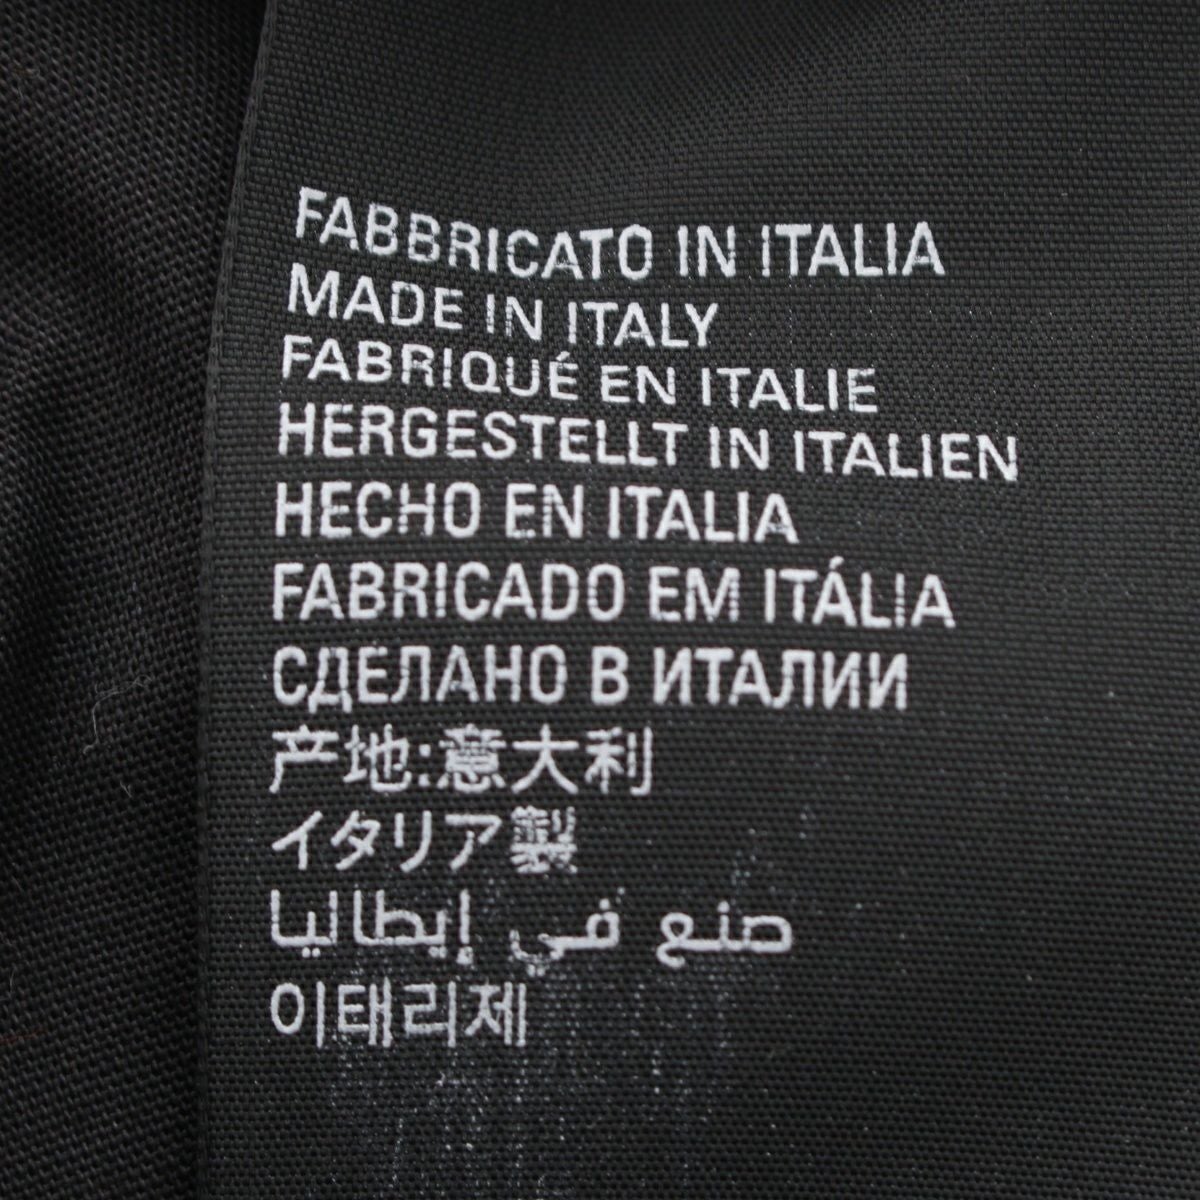 FABBRICATO IN ITALIA
MADE IN ITALY
FABRIQUÉ EN ITALIE
HERGESTELLT IN ITALIEN
HECHO EN ITALIA
FABRICADO EM ITÁLIA
СДЕЛАНО В ИТАЛИИ
产地:意大利
イタリア製
صنع في إيطاليا
이태리제